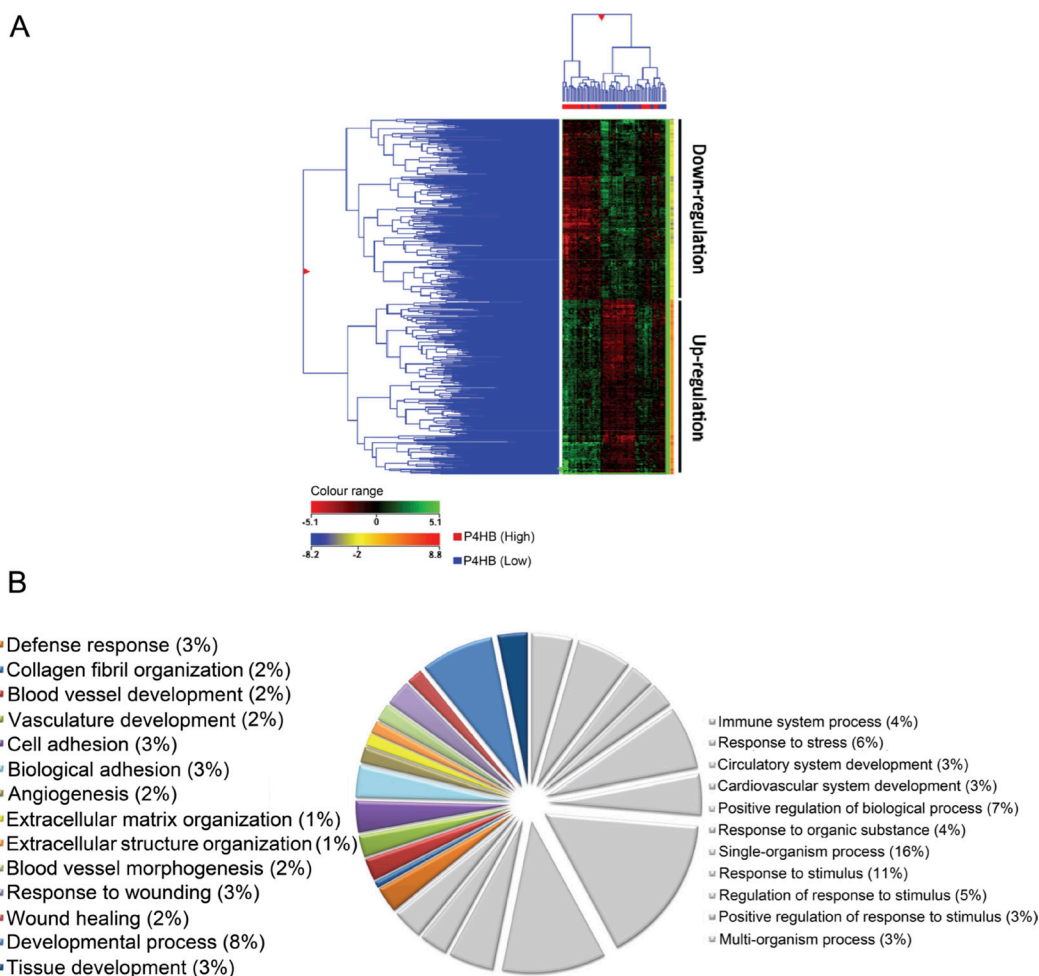 A
Down-regulation
Up-regulation
Colour range
-5.1 0 5.1
-8.2 -2 8.8
P4HB (High)
P4HB (Low)
B
Defense response (3%)
Collagen fibril organization (2%)
Blood vessel development (2%)
Vasculature development (2%)
Cell adhesion (3%)
Biological adhesion (3%)
Angiogenesis (2%)
Extracellular matrix organization (1%)
Extracellular structure organization (1%)
Blood vessel morphogenesis (2%)
Response to wounding (3%)
Wound healing (2%)
Developmental process (8%)
Tissue development (3%)
Immune system process (4%)
Response to stress (6%)
Circulatory system development (3%)
Cardiovascular system development (3%)
Positive regulation of biological process (7%)
Response to organic substance (4%)
Single-organism process (16%)
Response to stimulus (11%)
Regulation of response to stimulus (5%)
Positive regulation of response to stimulus (3%)
Multi-organism process (3%)